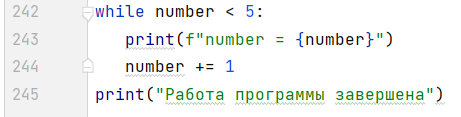 242 while number < 5:
243     print(f"number = {number}")
244     number += 1
245 print("Работа программы завершена")